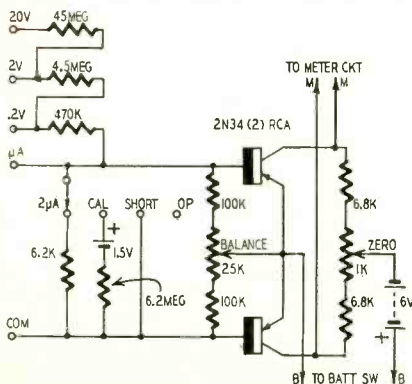 20V
45MEG
2V
4.5MEG
.2V
470K
μA
TO METER CKT
M M
2N34 (2) RCA
2μA
CAL
SHORT
OP
+
1.5V
6.2K
6.2MEG
100K
BALANCE
25K
100K
6.8K
ZERO
1K
6.8K
6V
+
COM
B
TO BATT SW
B